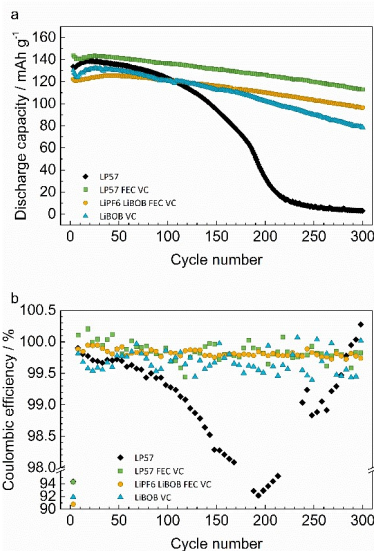 a
Discharge capacity / mAh g⁻¹
160
140
120
100
80
60
40
20
0
LP57
LP57 FEC VC
LiPF6 LiBOB FEC VC
LiBOB VC
0 50 100 150 200 250 300
Cycle number
b
Coulombic efficiency / %
100.5
100.0
99.5
99.0
98.5
98.0
94
92
90
LP57
LP57 FEC VC
LiPF6 LiBOB FEC VC
LiBOB VC
0 50 100 150 200 250 300
Cycle number